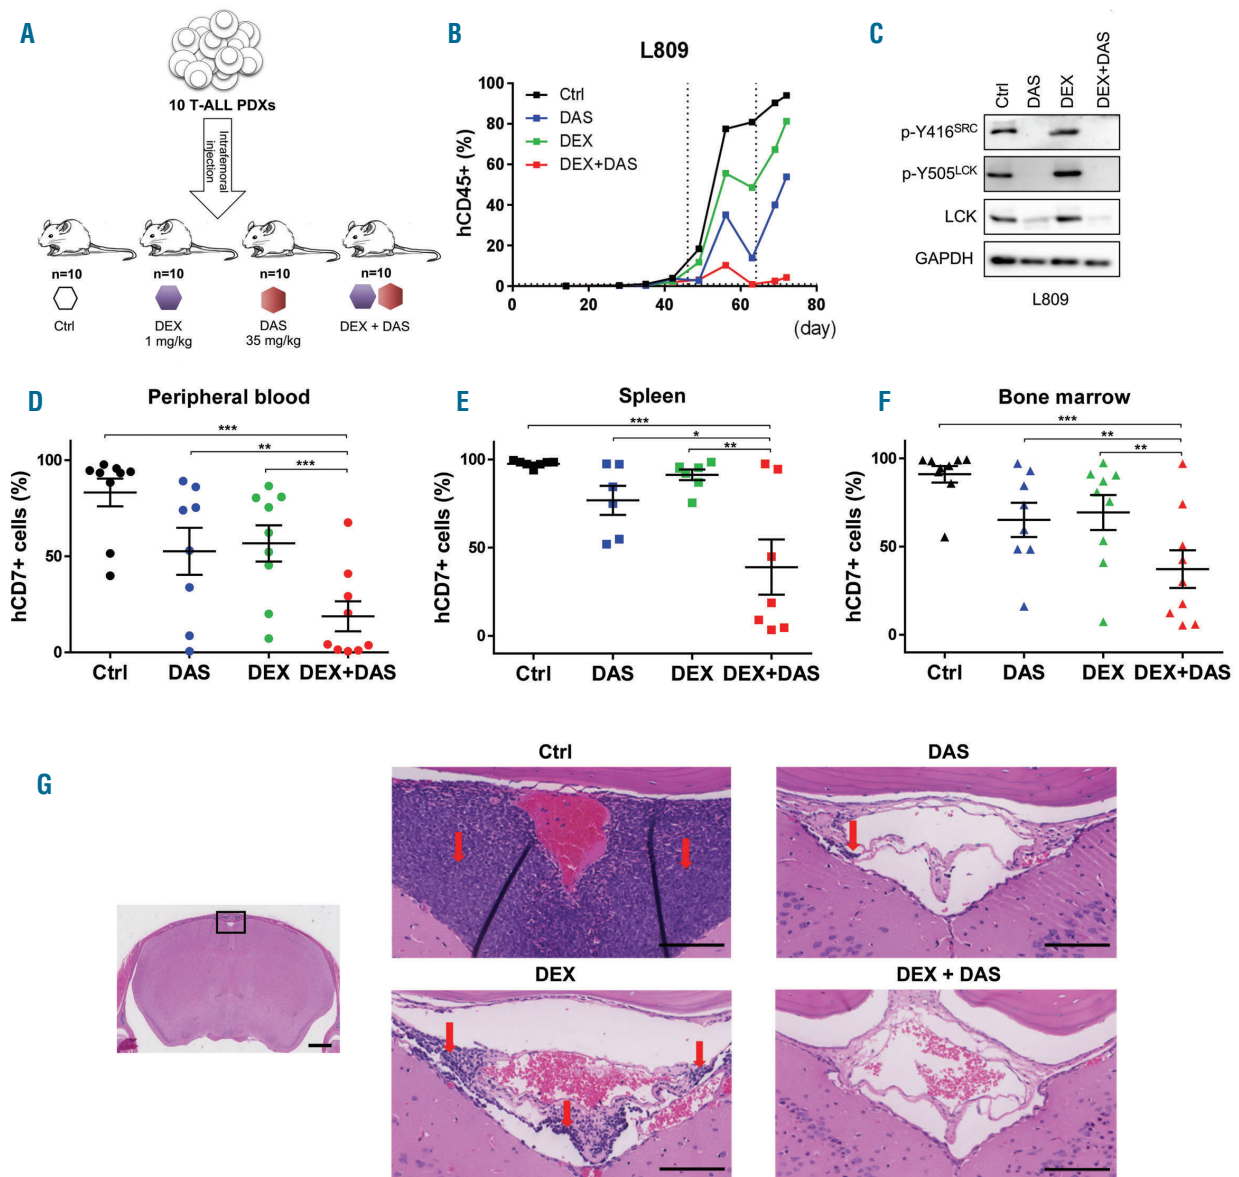 A
10 T-ALL PDXs
Intrafemoral
injection
n=10
n=10
n=10
n=10
Ctrl
DEX
1 mg/kg
DAS
35 mg/kg
DEX + DAS
B
L809
hCD45+ (%)
100
80
60
40
20
0
Ctrl
DAS
DEX
DEX+DAS
0
20
40
60
80
(day)
C
Ctrl
DAS
DEX
DEX+DAS
p-Y416SRC
p-Y505LCK
LCK
GAPDH
L809
D
Peripheral blood
***
**
***
hCD7+ cells (%)
100
50
0
Ctrl
DAS
DEX
DEX+DAS
E
Spleen
***
*
**
hCD7+ cells (%)
100
50
0
Ctrl
DAS
DEX
DEX+DAS
F
Bone marrow
***
**
**
hCD7+ cells (%)
100
50
0
Ctrl
DAS
DEX
DEX+DAS
G
Ctrl
DAS
DEX
DEX + DAS